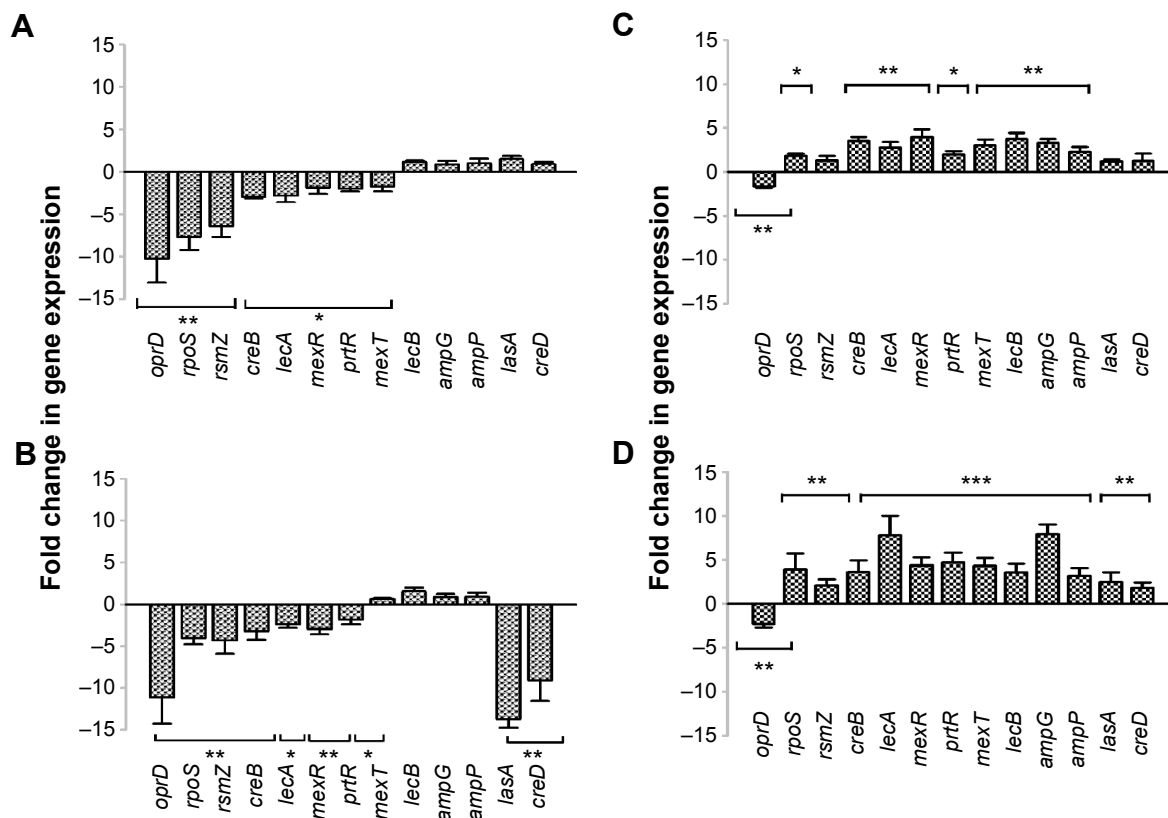 A
Fold change in gene expression
15
10
5
0
–5
–10
–15
** *
oprD rpoS rsmZ creB lecA mexR prtR mexT lecB ampG ampP lasA creD
B
15
10
5
0
–5
–10
–15
** * ** * **
oprD rpoS rsmZ creB lecA mexR prtR mexT lecB ampG ampP lasA creD
C
Fold change in gene expression
15
* ** * **
10
5
0
–5
**
–10
–15
oprD rpoS rsmZ creB lecA mexR prtR mexT lecB ampG ampP lasA creD
D
15
** *** **
10
5
0
–5
**
–10
–15
oprD rpoS rsmZ creB lecA mexR prtR mexT lecB ampG ampP lasA creD